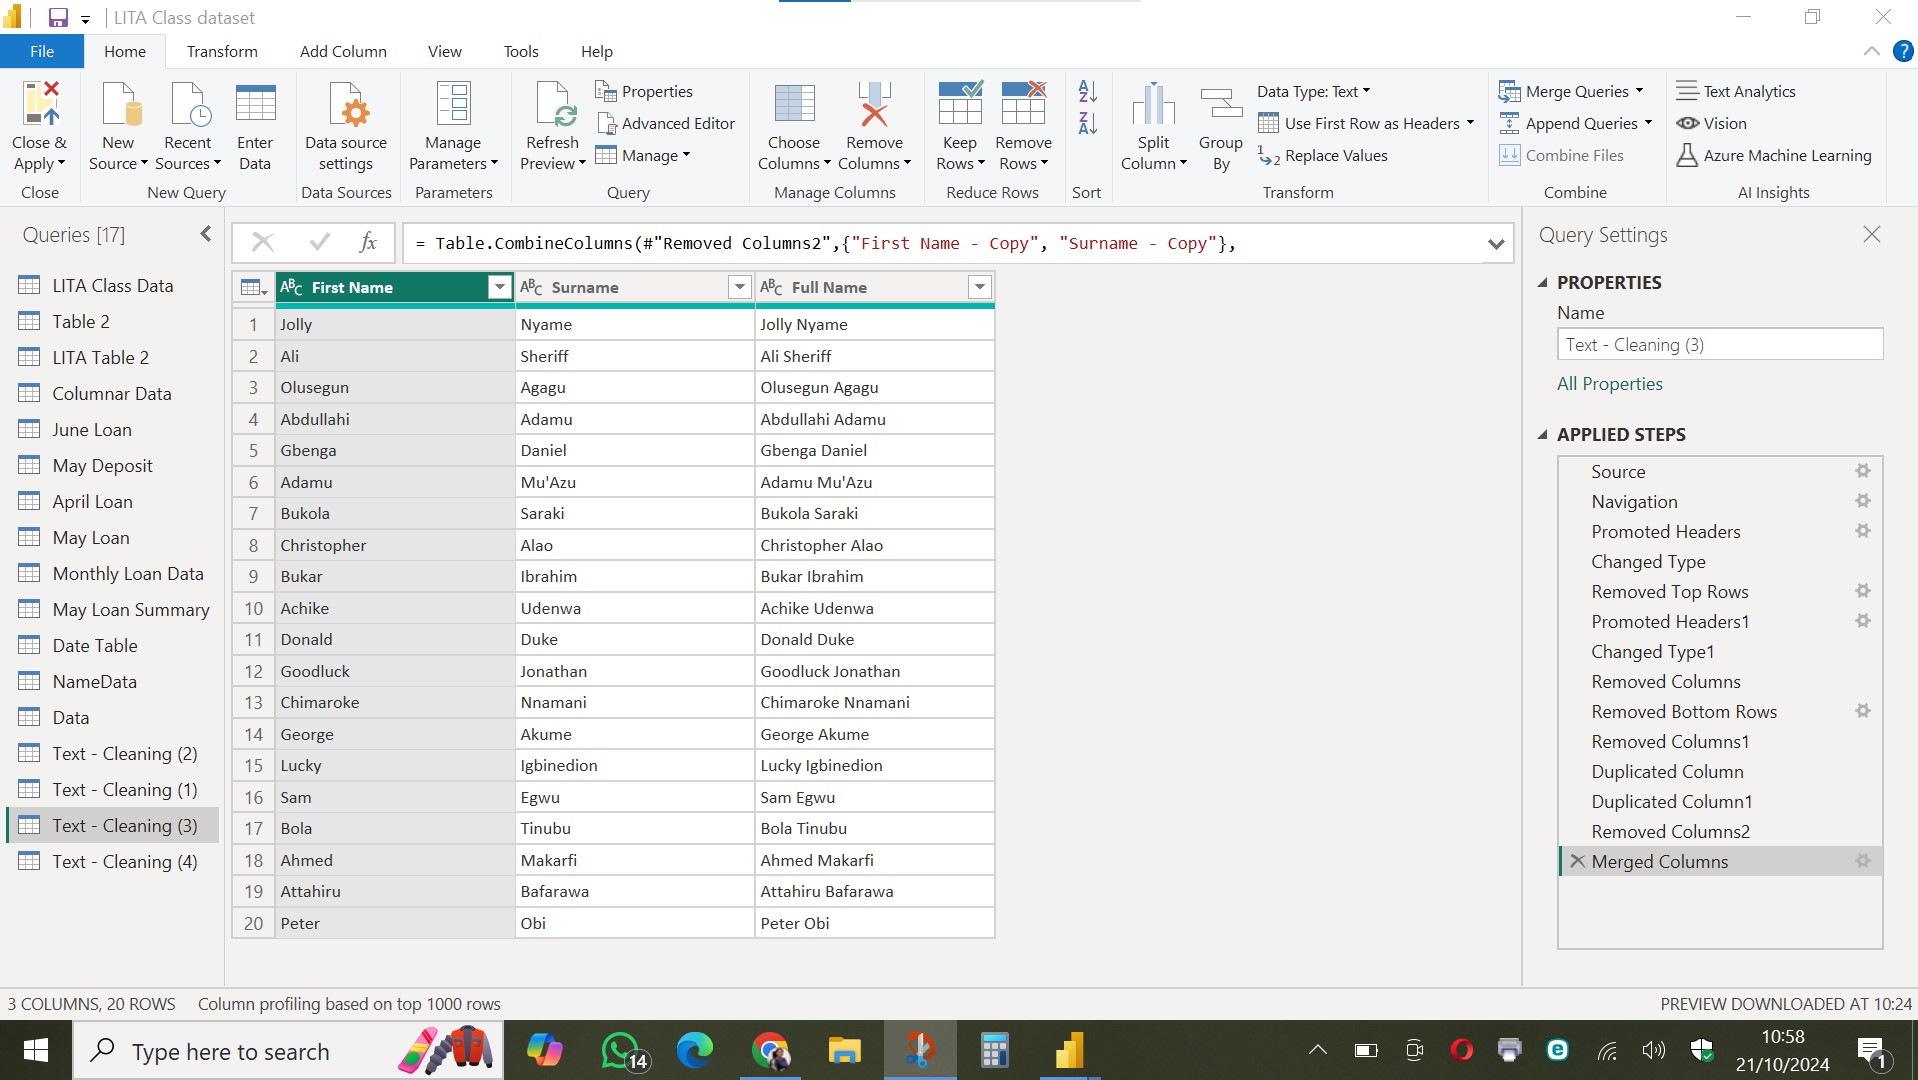 LITA Class dataset
File Home Transform Add Column View Tools Help ?
Close & Apply
Close
New Source
Recent Sources
Enter Data
New Query
Data source settings
Data Sources
Manage Parameters
Parameters
Refresh Preview
Properties
Advanced Editor
Manage
Query
Choose Columns
Remove Columns
Manage Columns
Keep Rows
Remove Rows
Reduce Rows
A Z
Z A
Sort
Split Column
Group By
Data Type: Text
Use First Row as Headers
1 2 Replace Values
Transform
Merge Queries
Append Queries
Combine Files
Combine
Text Analytics
Vision
Azure Machine Learning
AI Insights
Queries [17]
LITA Class Data
Table 2
LITA Table 2
Columnar Data
June Loan
May Deposit
April Loan
May Loan
Monthly Loan Data
May Loan Summary
Date Table
NameData
Data
Text - Cleaning (2)
Text - Cleaning (1)
Text - Cleaning (3)
Text - Cleaning (4)
fx = Table.CombineColumns(#"Removed Columns2",{"First Name - Copy", "Surname - Copy"},
ABC First Name ABC Surname ABC Full Name
1 Jolly Nyame Jolly Nyame
2 Ali Sheriff Ali Sheriff
3 Olusegun Agagu Olusegun Agagu
4 Abdullahi Adamu Abdullahi Adamu
5 Gbenga Daniel Gbenga Daniel
6 Adamu Mu'Azu Adamu Mu'Azu
7 Bukola Saraki Bukola Saraki
8 Christopher Alao Christopher Alao
9 Bukar Ibrahim Bukar Ibrahim
10 Achike Udenwa Achike Udenwa
11 Donald Duke Donald Duke
12 Goodluck Jonathan Goodluck Jonathan
13 Chimaroke Nnamani Chimaroke Nnamani
14 George Akume George Akume
15 Lucky Igbinedion Lucky Igbinedion
16 Sam Egwu Sam Egwu
17 Bola Tinubu Bola Tinubu
18 Ahmed Makarfi Ahmed Makarfi
19 Attahiru Bafarawa Attahiru Bafarawa
20 Peter Obi Peter Obi
Query Settings
PROPERTIES
Name
Text - Cleaning (3)
All Properties
APPLIED STEPS
Source
Navigation
Promoted Headers
Changed Type
Removed Top Rows
Promoted Headers1
Changed Type1
Removed Columns
Removed Bottom Rows
Removed Columns1
Duplicated Column
Duplicated Column1
Removed Columns2
Merged Columns
3 COLUMNS, 20 ROWS Column profiling based on top 1000 rows
PREVIEW DOWNLOADED AT 10:24
Type here to search
14
10:58
21/10/2024
1